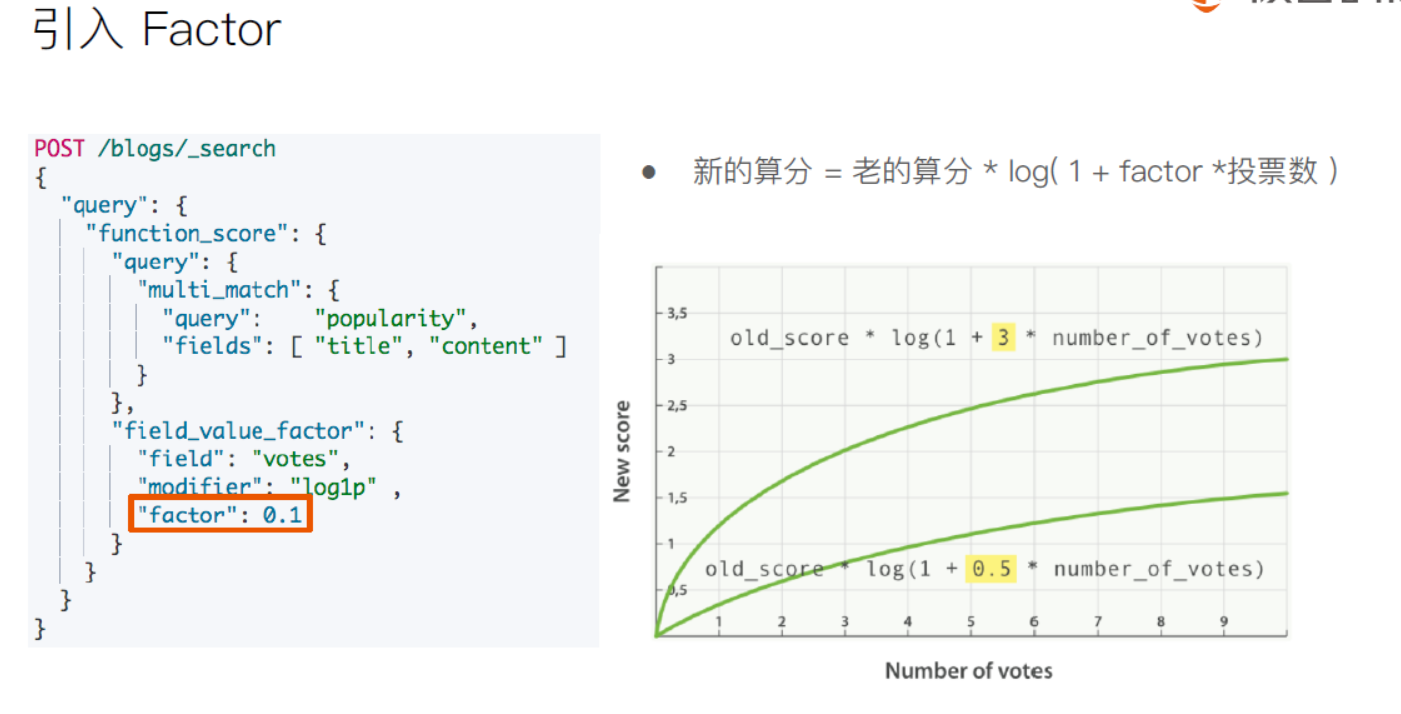 引入 Factor
POST /blogs/_search
{
  "query": {
    "function_score": {
      "query": {
        "multi_match": {
          "query":    "popularity",
          "fields": [ "title", "content" ]
        }
      },
      "field_value_factor": {
        "field": "votes",
        "modifier": "log1p" ,
        "factor": 0.1
      }
    }
  }
}
● 新的算分 = 老的算分 * log( 1 + factor *投票数 )
3,5
old_score * log(1 + 3 * number_of_votes)
3
2,5
2
1,5
1
old_score * log(1 + 0.5 * number_of_votes)
0,5
1 2 3 4 5 6 7 8 9
New score
Number of votes